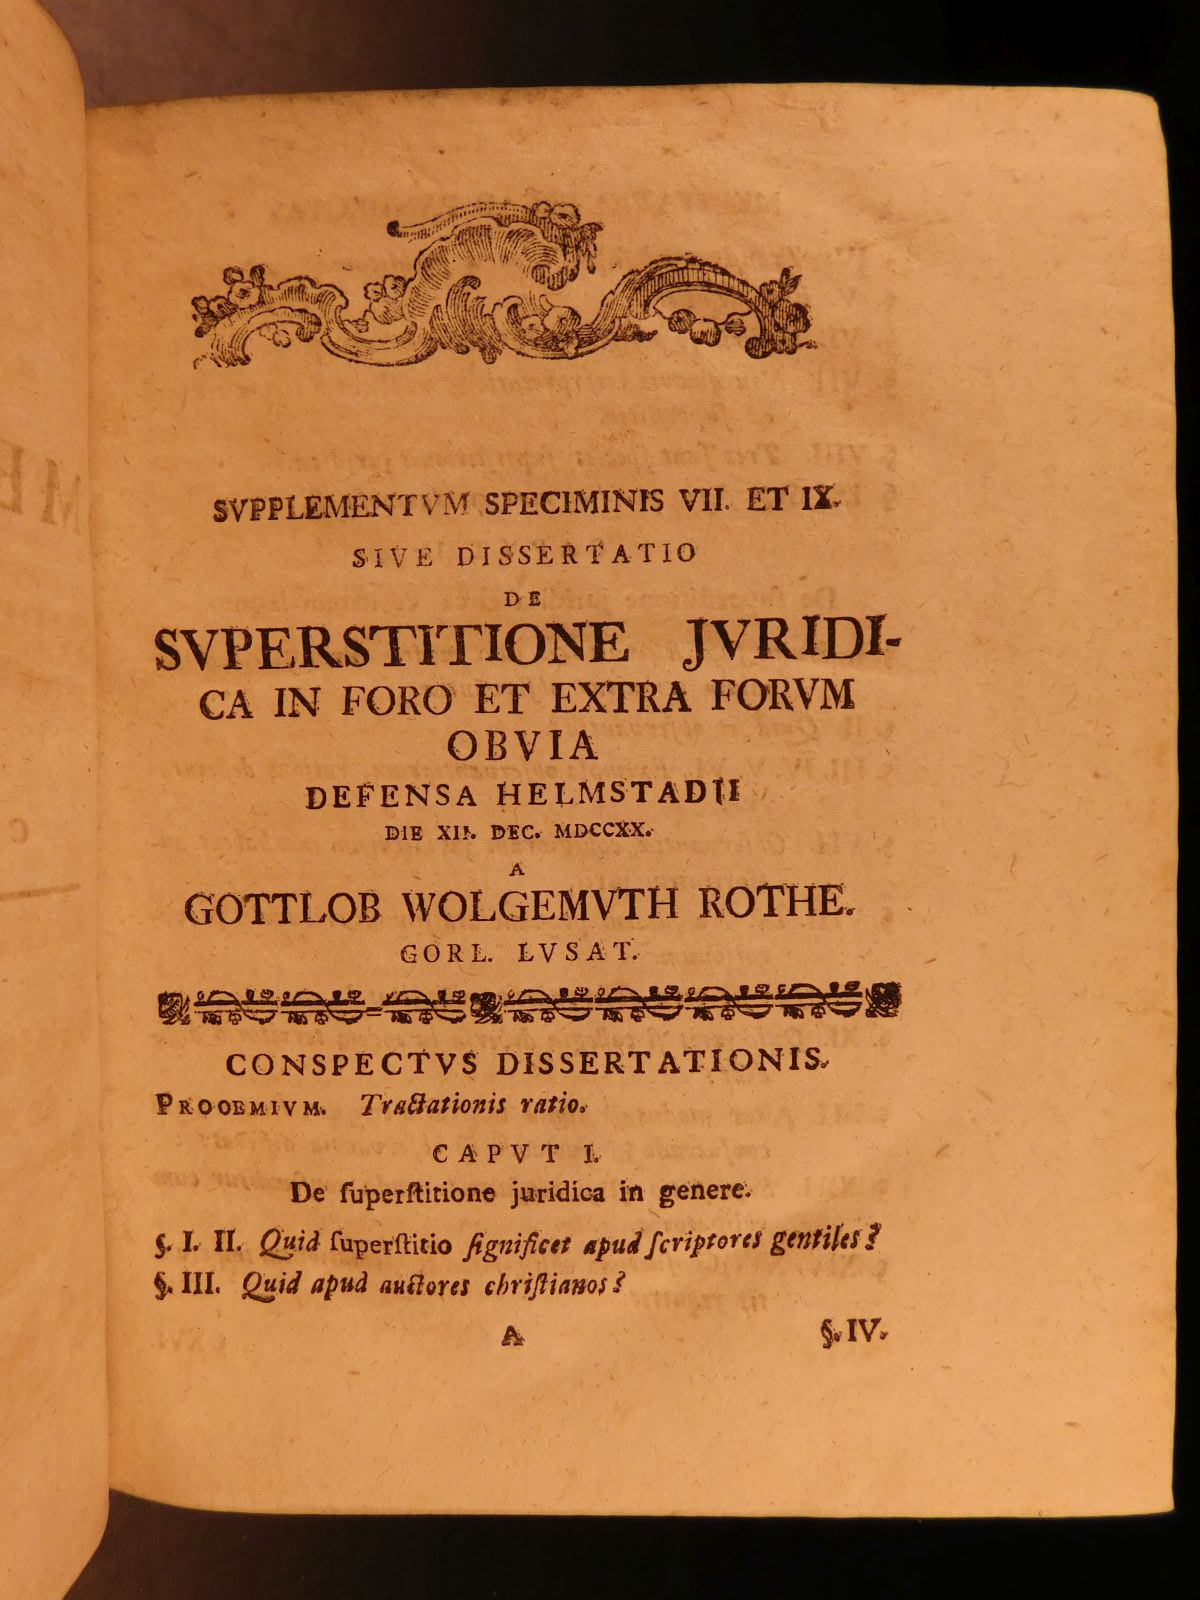 SVPPLEMENTVM SPECIMINIS VII. ET IX.
SIVE DISSERTATIO
DE
SVPERSTITIONE JVRIDI-
CA IN FORO ET EXTRA FORVM
OBVIA
DEFENSA HELMSTADII
DIE XII. DEC. MDCCXX.
A
GOTTLOB WOLGEMVTH ROTHE.
GORL. LVSAT.
CONSPECTVS DISSERTATIONIS.
PROOEMIVM. Tractationis ratio.
CAPVT I.
De ſuperſtitione juridica in genere.
§. I. II. Quid ſuperſtitio ſignificet apud ſcriptores gentiles?
§. III. Quid apud auctores chriſtianos?
A §. IV.